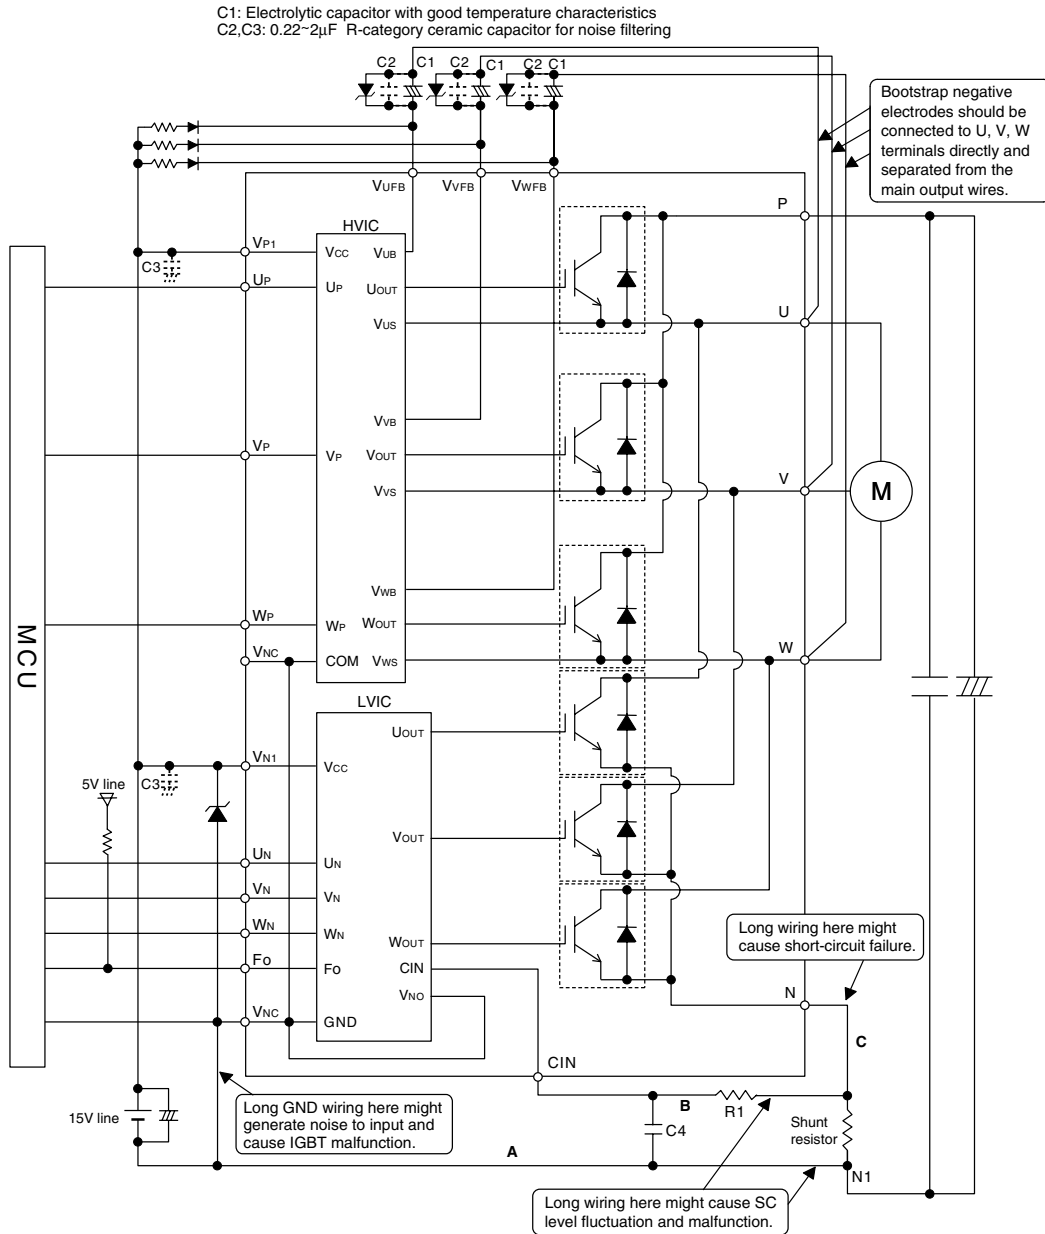 C1: Electrolytic capacitor with good temperature characteristics
C2,C3: 0.22~2μF R-category ceramic capacitor for noise filtering
C2 C1 C2 C1 C2 C1
Bootstrap negative
electrodes should be
connected to U, V, W
terminals directly and
separated from the
main output wires.
VUFB VVFB VWFB
P
HVIC
VP1 VCC VUB
C3
UP UP UOUT
VUS U
VVB
VP VP VOUT
VVS V
M
VWB
WP WP WOUT
VNC COM VWS W
MCU
LVIC
UOUT
VN1 VCC
C3
5V line
VOUT
UN UN
VN VN
WN WN WOUT
Long wiring here might
cause short-circuit failure.
FO FO CIN
VNO
N
VNC GND
C
CIN
15V line
Long GND wiring here might
generate noise to input and
cause IGBT malfunction.
B R1
C4
Shunt
resistor
A
N1
Long wiring here might cause SC
level fluctuation and malfunction.